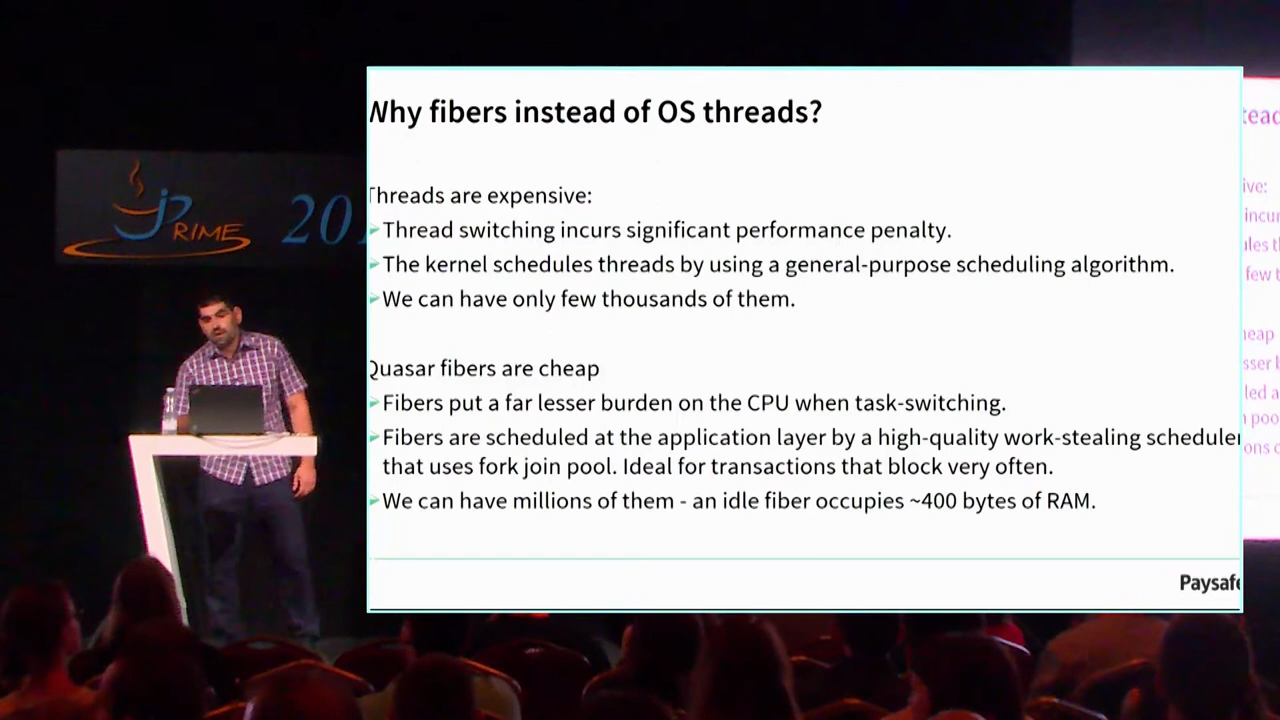 Why fibers instead of OS threads?
Threads are expensive:
Thread switching incurs significant performance penalty.
The kernel schedules threads by using a general-purpose scheduling algorithm.
We can have only few thousands of them.
Quasar fibers are cheap
Fibers put a far lesser burden on the CPU when task-switching.
Fibers are scheduled at the application layer by a high-quality work-stealing scheduler
that uses fork join pool. Ideal for transactions that block very often.
We can have millions of them - an idle fiber occupies ~400 bytes of RAM.
Paysafe
jPRIME 201
ive:
few t